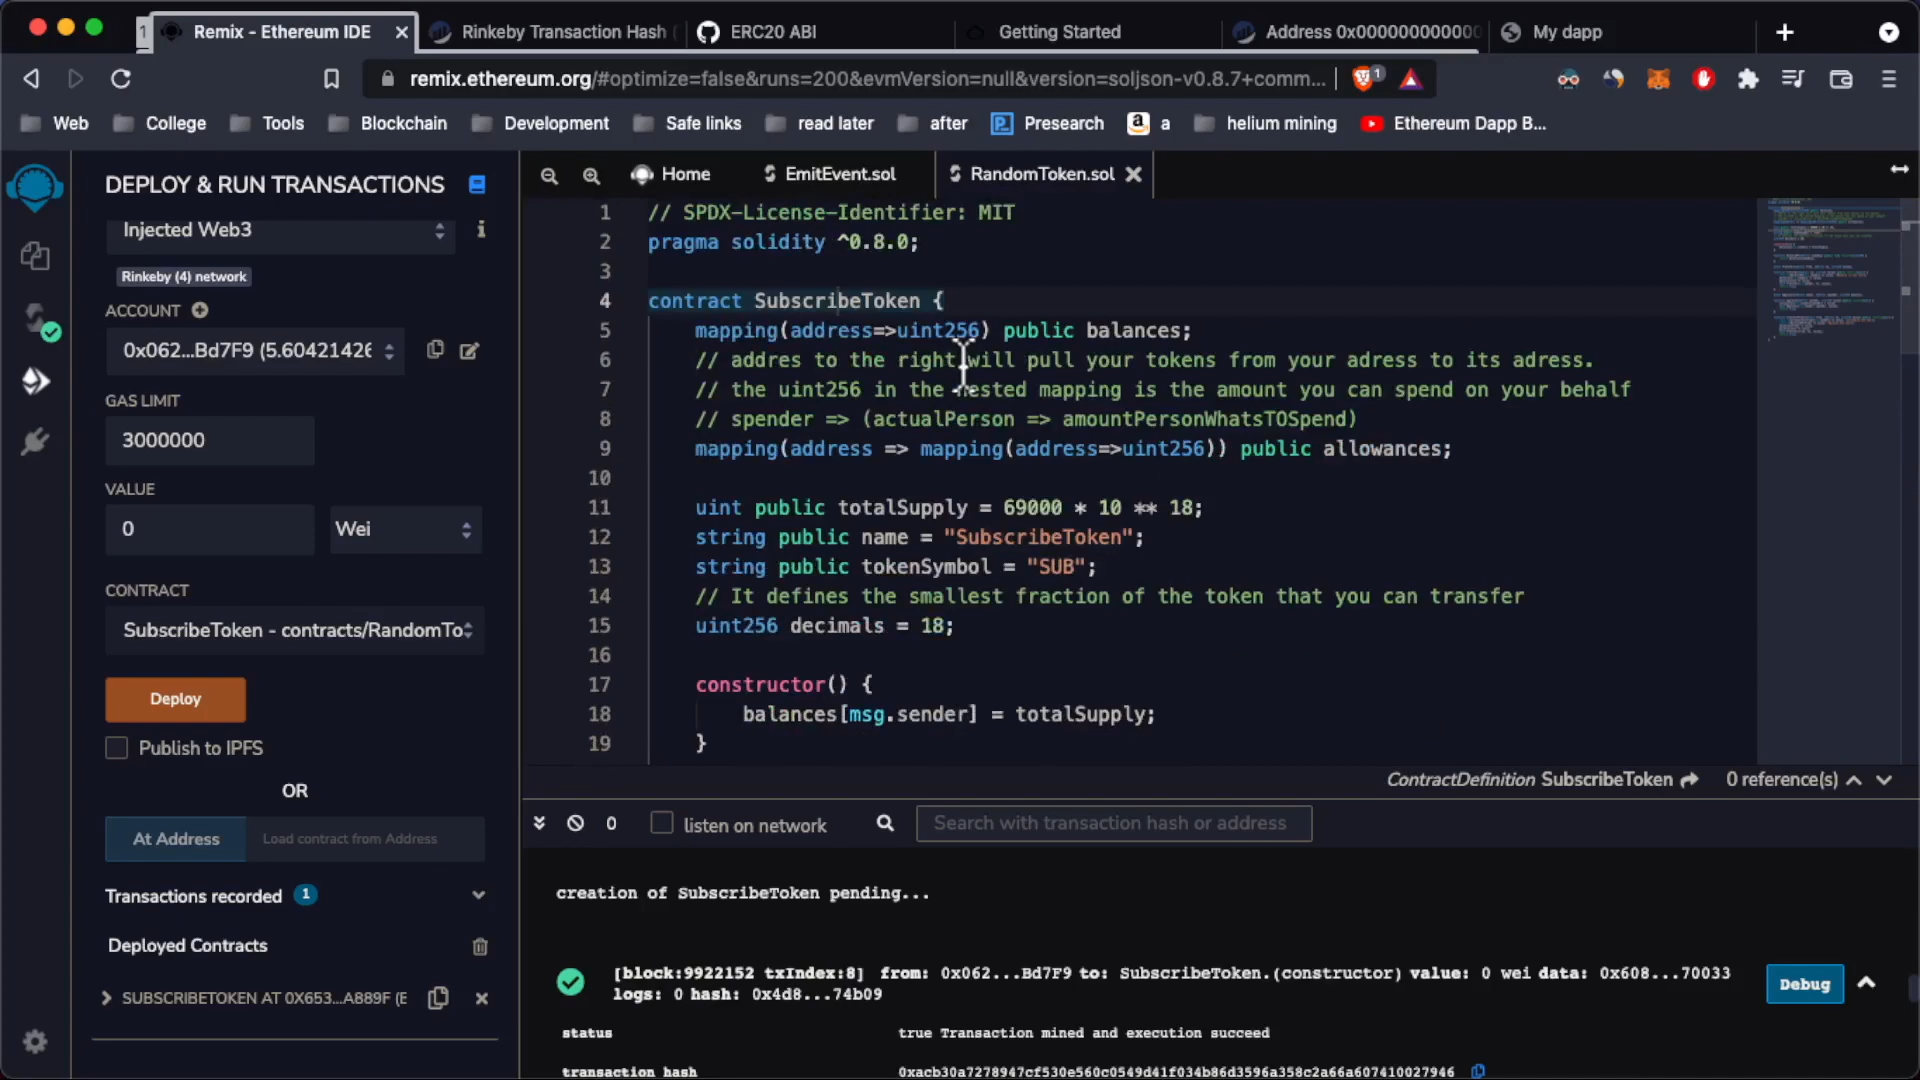 1
Remix - Ethereum IDE
Rinkeby Transaction Hash (
ERC20 ABI
Getting Started
Address 0x00000000000
My dapp
remix.ethereum.org/#optimize=false&runs=200&evmVersion=null&version=soljson-v0.8.7+comm...
1
Web
College
Tools
Blockchain
Development
Safe links
read later
after
Presearch
a
helium mining
Ethereum Dapp B...
DEPLOY & RUN TRANSACTIONS
Injected Web3
Rinkeby (4) network
ACCOUNT
0x062...Bd7F9 (5.60421426
GAS LIMIT
3000000
VALUE
0
Wei
CONTRACT
SubscribeToken - contracts/RandomTo
Deploy
Publish to IPFS
OR
At Address
Load contract from Address
Transactions recorded 1
Deployed Contracts
SUBSCRIBETOKEN AT 0X653...A889F (E
Home
EmitEvent.sol
RandomToken.sol
1 // SPDX-License-Identifier: MIT
2 pragma solidity ^0.8.0;
3
4 contract SubscribeToken {
5 mapping(address=>uint256) public balances;
6 // addres to the right will pull your tokens from your adress to its adress.
7 // the uint256 in the nested mapping is the amount you can spend on your behalf
8 // spender => (actualPerson => amountPersonWhatsTOSpend)
9 mapping(address => mapping(address=>uint256)) public allowances;
10
11 uint public totalSupply = 69000 * 10 ** 18;
12 string public name = "SubscribeToken";
13 string public tokenSymbol = "SUB";
14 // It defines the smallest fraction of the token that you can transfer
15 uint256 decimals = 18;
16
17 constructor() {
18 balances[msg.sender] = totalSupply;
19 }
ContractDefinition SubscribeToken 0 reference(s)
0
listen on network
Search with transaction hash or address
creation of SubscribeToken pending...
[block:9922152 txIndex:8] from: 0x062...Bd7F9 to: SubscribeToken.(constructor) value: 0 wei data: 0x608...70033
logs: 0 hash: 0x4d8...74b09
Debug
status true Transaction mined and execution succeed
transaction hash 0xacb30a7278947cf530e560c0549d41f034b86d3596a358c2a66a607410027946